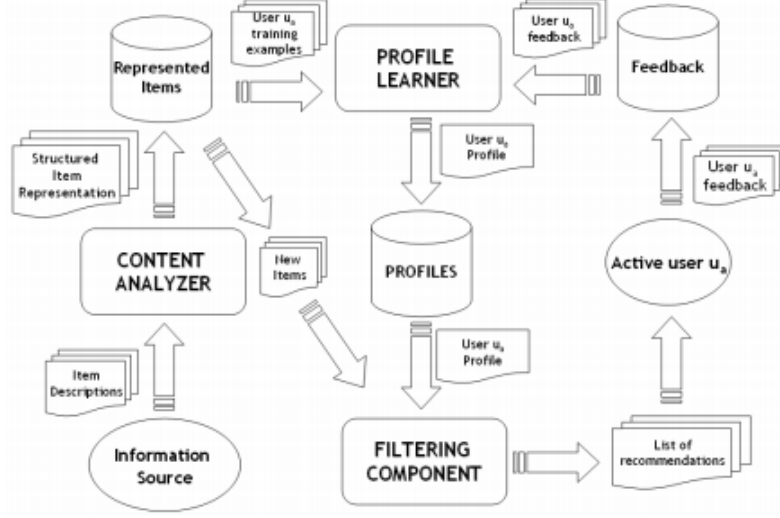 User uₐ
training
examples
Represented
Items
PROFILE
LEARNER
User uₐ
feedback
Feedback
Structured
Item
Representation
User uₐ
Profile
User uₐ
feedback
CONTENT
ANALYZER
New
Items
PROFILES
Active user uₐ
Item
Descriptions
User uₐ
Profile
Information
Source
FILTERING
COMPONENT
List of
recommendations